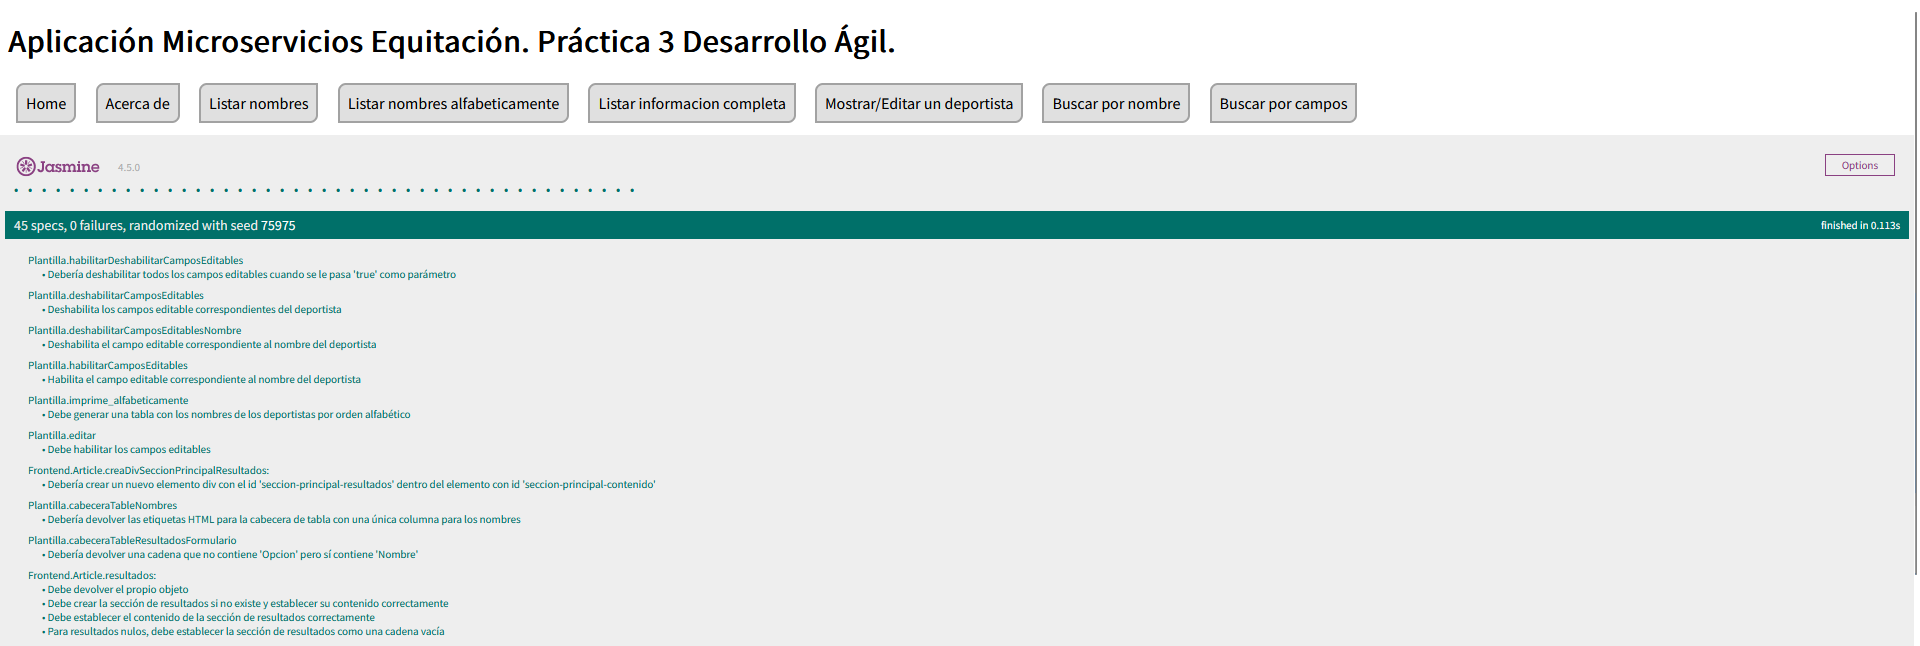 Aplicación Microservicios Equitación. Práctica 3 Desarrollo Ágil.
Home Acerca de Listar nombres Listar nombres alfabeticamente Listar informacion completa Mostrar/Editar un deportista Buscar por nombre Buscar por campos
Jasmine 4.5.0 Options
45 specs, 0 failures, randomized with seed 75975 finished in 0.113s
Plantilla.habilitarDeshabilitarCamposEditables
• Debería deshabilitar todos los campos editables cuando se le pasa 'true' como parámetro
Plantilla.deshabilitarCamposEditables
• Deshabilita los campos editable correspondientes del deportista
Plantilla.deshabilitarCamposEditablesNombre
• Deshabilita el campo editable correspondiente al nombre del deportista
Plantilla.habilitarCamposEditables
• Habilita el campo editable correspondiente al nombre del deportista
Plantilla.imprime_alfabeticamente
• Debe generar una tabla con los nombres de los deportistas por orden alfabético
Plantilla.editar
• Debe habilitar los campos editables
Frontend.Article.creaDivSeccionPrincipalResultados:
• Debería crear un nuevo elemento div con el id 'seccion-principal-resultados' dentro del elemento con id 'seccion-principal-contenido'
Plantilla.cabeceraTableNombres
• Debería devolver las etiquetas HTML para la cabecera de tabla con una única columna para los nombres
Plantilla.cabeceraTableResultadosFormulario
• Debería devolver una cadena que no contiene 'Opcion' pero sí contiene 'Nombre'
Frontend.Article.resultados:
• Debe devolver el propio objeto
• Debe crear la sección de resultados si no existe y establecer su contenido correctamente
• Debe establecer el contenido de la sección de resultados correctamente
• Para resultados nulos, debe establecer la sección de resultados como una cadena vacía